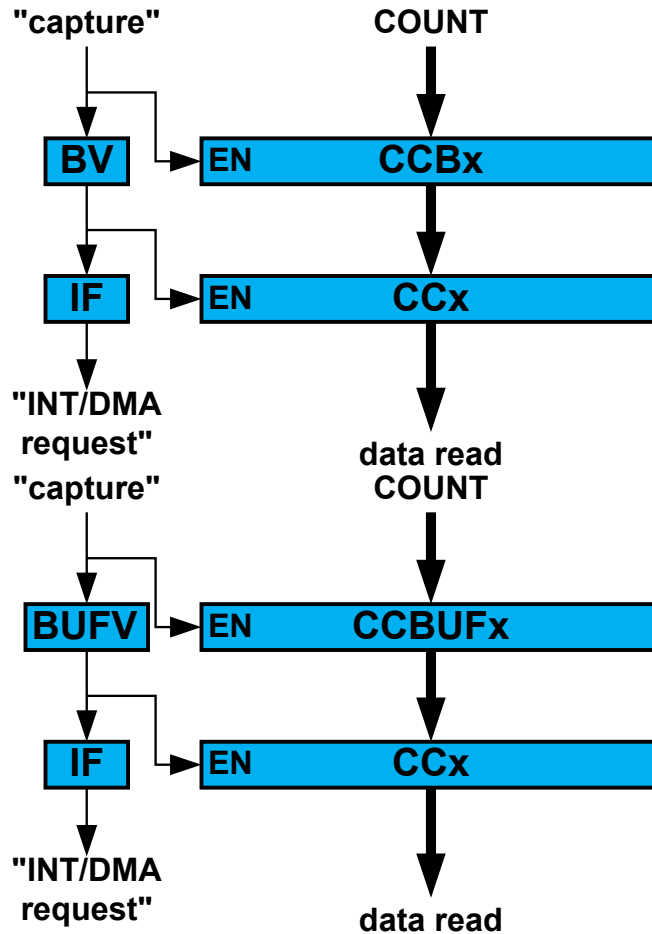 "capture" COUNT
BV EN CCBx
IF EN CCx
"INT/DMA
request"
data read
"capture" COUNT
BUFV EN CCBUFx
IF EN CCx
"INT/DMA
request"
data read